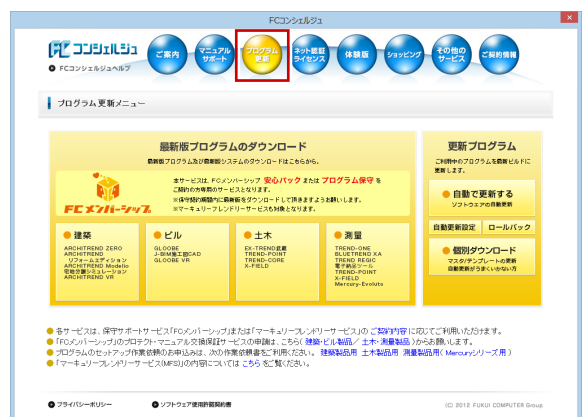 FCコンシェルジュ
×
FCコンシェルジュ
FCコンシェルジュヘルプ
ご案内
マニュアル
サポート
プログラム
更新
ネット認証
ライセンス
体験版
ショッピング
その他の
サービス
ご契約情報
プログラム更新メニュー
最新版プログラムのダウンロード
最新版プログラム及び最新版システムのダウンロードはこちらから。
FCメンバーシップ
本サービスは、FCメンバーシップ 安心パック または プログラム保守 を
ご契約の方専用のサービスとなります。
※保守契約期間内に最新版をダウンロードして頂きますようお願いします。
※マーキュリーフレンドリーサービスも対象となります。
建築
ARCHITREND ZERO
ARCHITREND
リフォームエディション
ARCHITREND Modelio
宅地分譲シミュレーション
ARCHITREND VR
ビル
GLOOBE
J-BIM施工図CAD
GLOOBE VR
土木
EX-TREND武蔵
TREND-POINT
TREND-CORE
X-FIELD
測量
TREND-ONE
BLUETREND XA
TREND REGIC
電子納品ツール
TREND-POINT
X-FIELD
Mercury-Evoluto
更新プログラム
ご利用中のプログラムを最新ビルドに
更新します。
自動で更新する
ソフトウェアの自動更新
自動更新設定 ロールバック
個別ダウンロード
マスタ/テンプレートの更新
自動更新がうまくいかない方
各サービスは、保守サポートサービス「FCメンバーシップ」または「マーキュリーフレンドリーサービス」の ご契約内容 に応じてご利用いただけます。
「FCメンバーシップ」のプロテクト・マニュアル交換保証サービスの申請は、こちら( 建築・ビル製品 / 土木・測量製品 )からお願いします。
プログラムのセットアップ作業依頼のお申込みは、次の作業依頼書をご利用ください。 建築製品用 土木製品用 測量製品用( Mercuryシリーズ用 )
「マーキュリーフレンドリーサービス(MFS)」の内容については こちら をご覧ください。
プライバシーポリシー ソフトウェア使用許諾契約書 (C) 2012 FUKUI COMPUTER Group